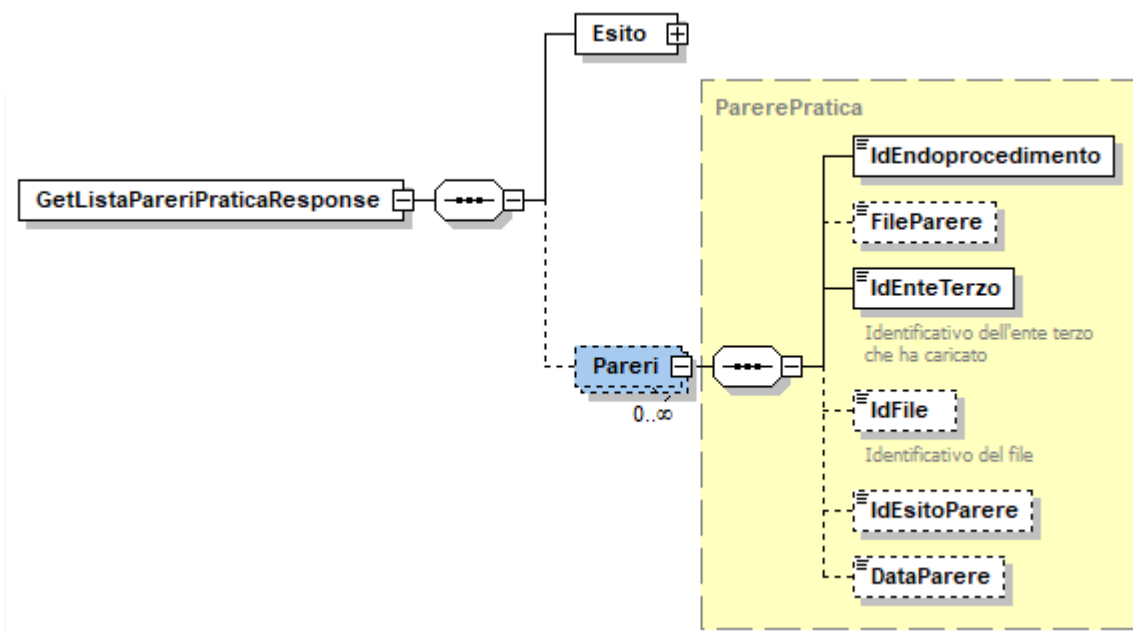 Esito
ParerePratica
IdEndoprocedimento
GetListaPareriPraticaResponse
FileParere
IdEnteTerzo
Identificativo dell'ente terzo
che ha caricato
Pareri
0..∞
IdFile
Identificativo del file
IdEsitoParere
DataParere